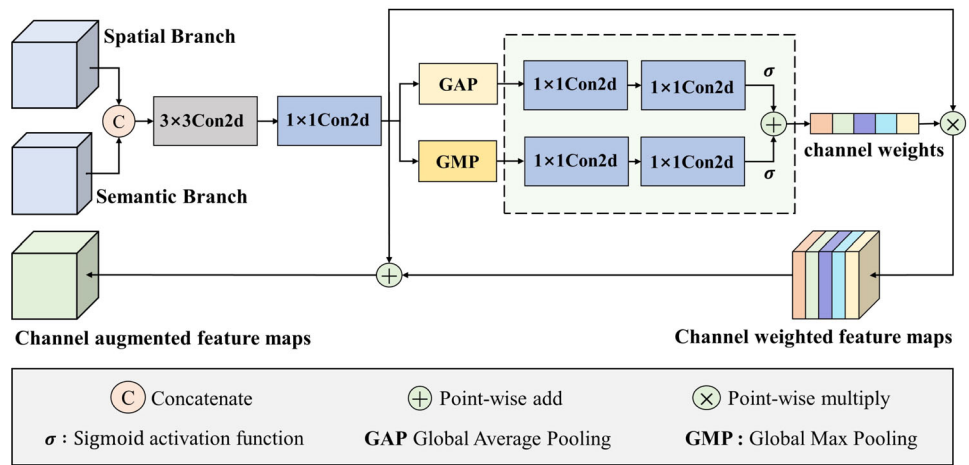 Spatial Branch
C
3×3Con2d
1×1Con2d
Semantic Branch
GAP
1×1Con2d
1×1Con2d
σ
GMP
1×1Con2d
1×1Con2d
σ
+
channel weights
×
+
Channel augmented feature maps
Channel weighted feature maps
C Concatenate
+ Point-wise add
× Point-wise multiply
σ : Sigmoid activation function
GAP Global Average Pooling
GMP : Global Max Pooling